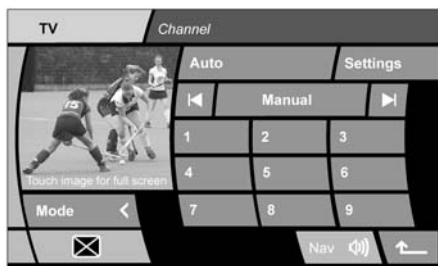 TV Channel
Auto Settings
Manual
1 2 3
15
4 5 6
Touch image for full screen
Mode 7 8 9
Nav